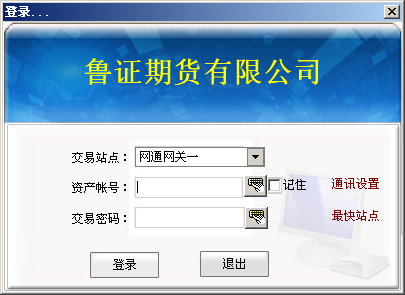 登录...
鲁证期货有限公司
交易站点： 网通网关一
资产帐号： 记住 通讯设置
交易密码： 最快站点
登录 退出